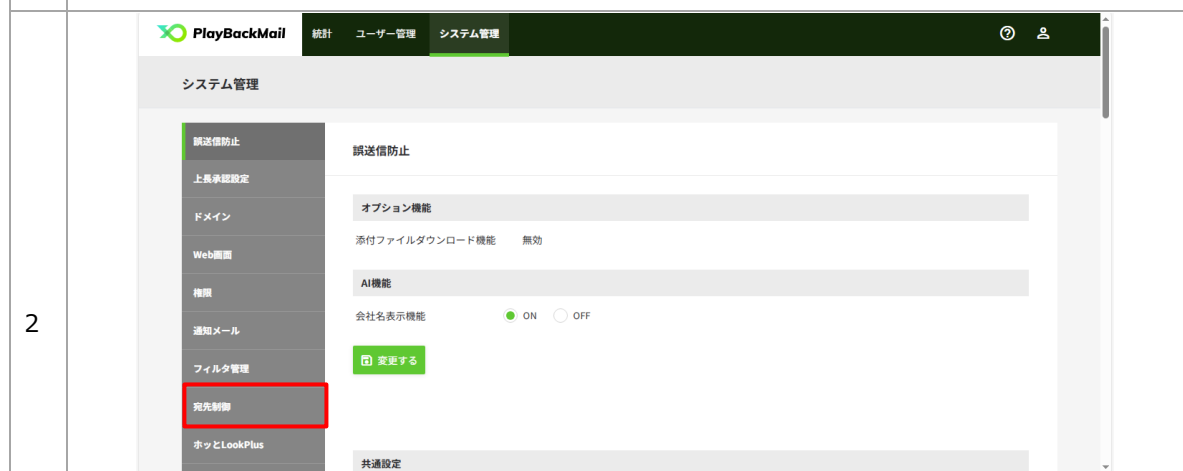 PlayBackMail 統計 ユーザー管理 システム管理
システム管理
誤送信防止
上長承認設定
ドメイン
Web画面
権限
通知メール
フィルタ管理
宛先制御
ホッとLookPlus
誤送信防止
オプション機能
添付ファイルダウンロード機能 無効
AI機能
会社名表示機能 ON OFF
変更する
共通設定
2